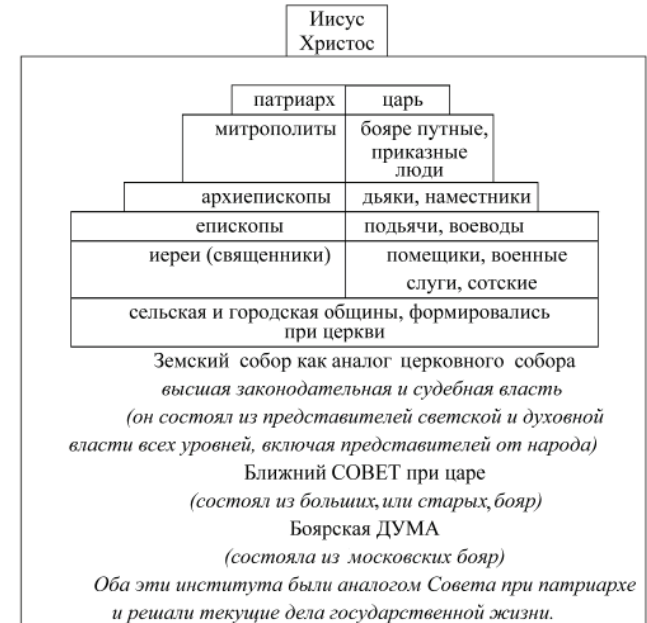 Иисус
Христос
патриарх царь
митрополиты бояре путные,
приказные
люди
архиепископы дьяки, наместники
епископы подьячи, воеводы
иереи (священники) помещики, военные
слуги, сотские
сельская и городская общины, формировались
при церкви
Земский собор как аналог церковного собора
высшая законодательная и судебная власть
(он состоял из представителей светской и духовной
власти всех уровней, включая представителей от народа)
Ближний СОВЕТ при царе
(состоял из больших, или старых, бояр)
Боярская ДУМА
(состояла из московских бояр)
Оба эти института были аналогом Совета при патриархе
и решали текущие дела государственной жизни.